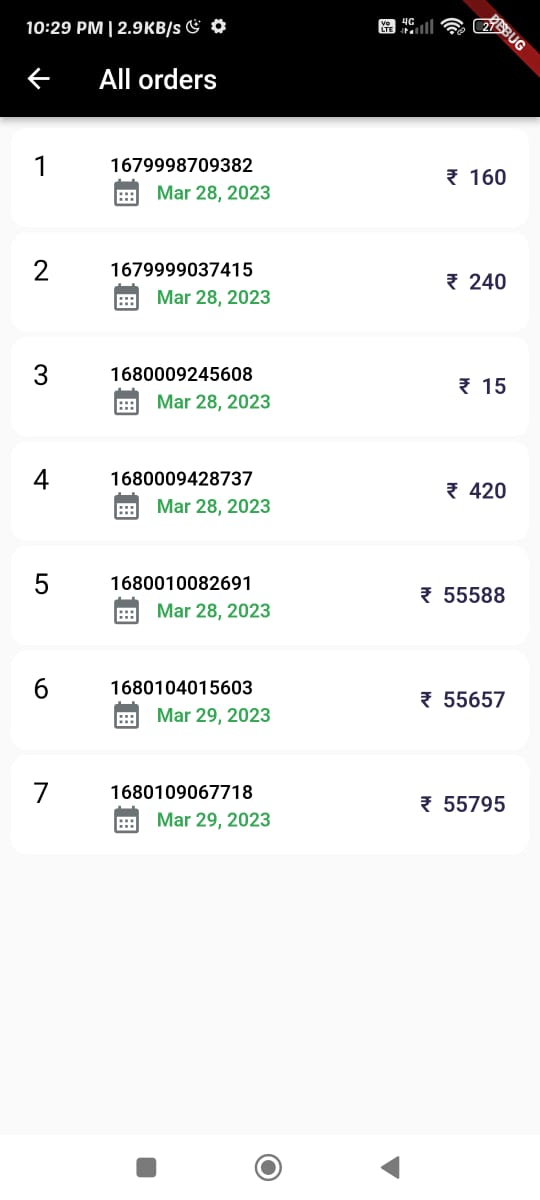 10:29 PM | 2.9KB/s
Vo LTE 4G 27
DEBUG
All orders
1
1679998709382
Mar 28, 2023
₹ 160
2
1679999037415
Mar 28, 2023
₹ 240
3
1680009245608
Mar 28, 2023
₹ 15
4
1680009428737
Mar 28, 2023
₹ 420
5
1680010082691
Mar 28, 2023
₹ 55588
6
1680104015603
Mar 29, 2023
₹ 55657
7
1680109067718
Mar 29, 2023
₹ 55795